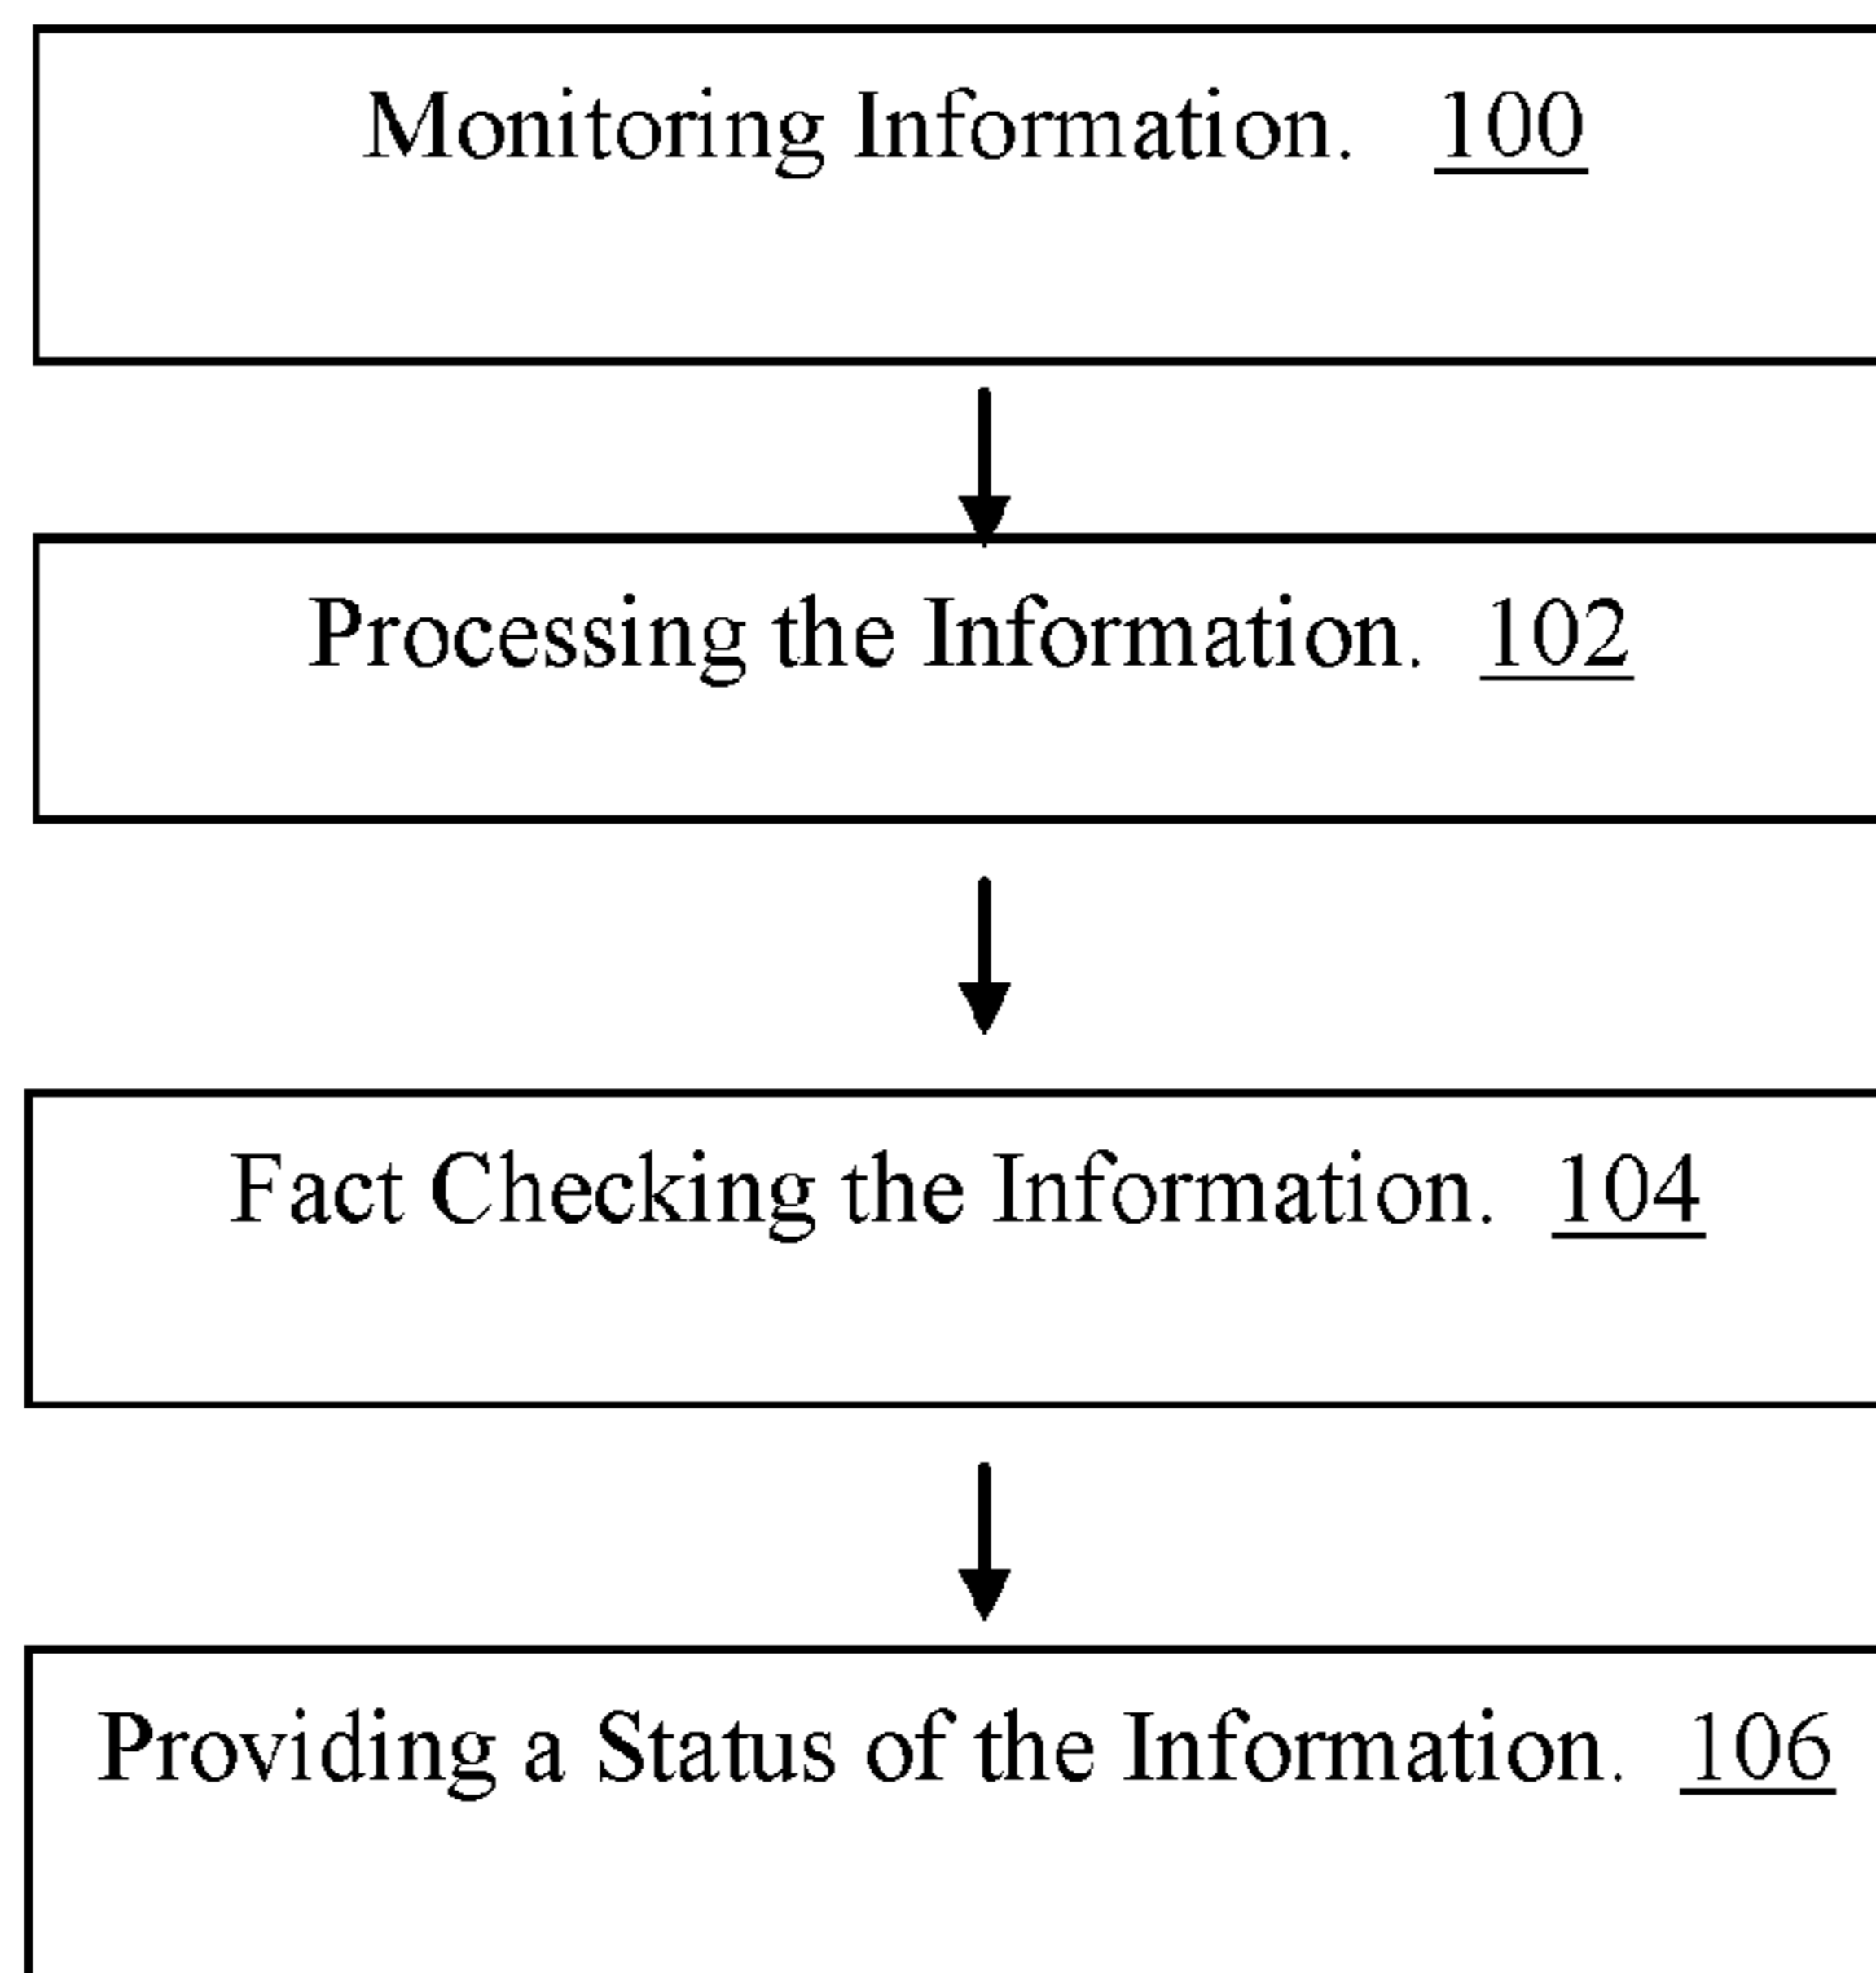 Monitoring Information. 100
Processing the Information. 102
Fact Checking the Information. 104
Providing a Status of the Information. 106